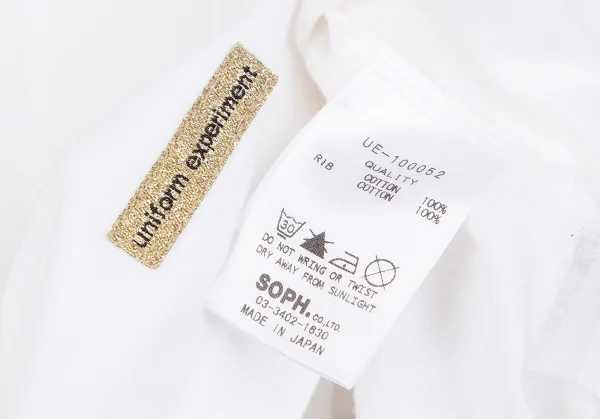 uniform experiment
UE-100052
QUALITY
COTTON 100%
RIB COTTON 100%
30
DO NOT WRING OR TWIST
DRY AWAY FROM SUNLIGHT
SOPH. CO.,LTD.
03-3402-1830
MADE IN JAPAN